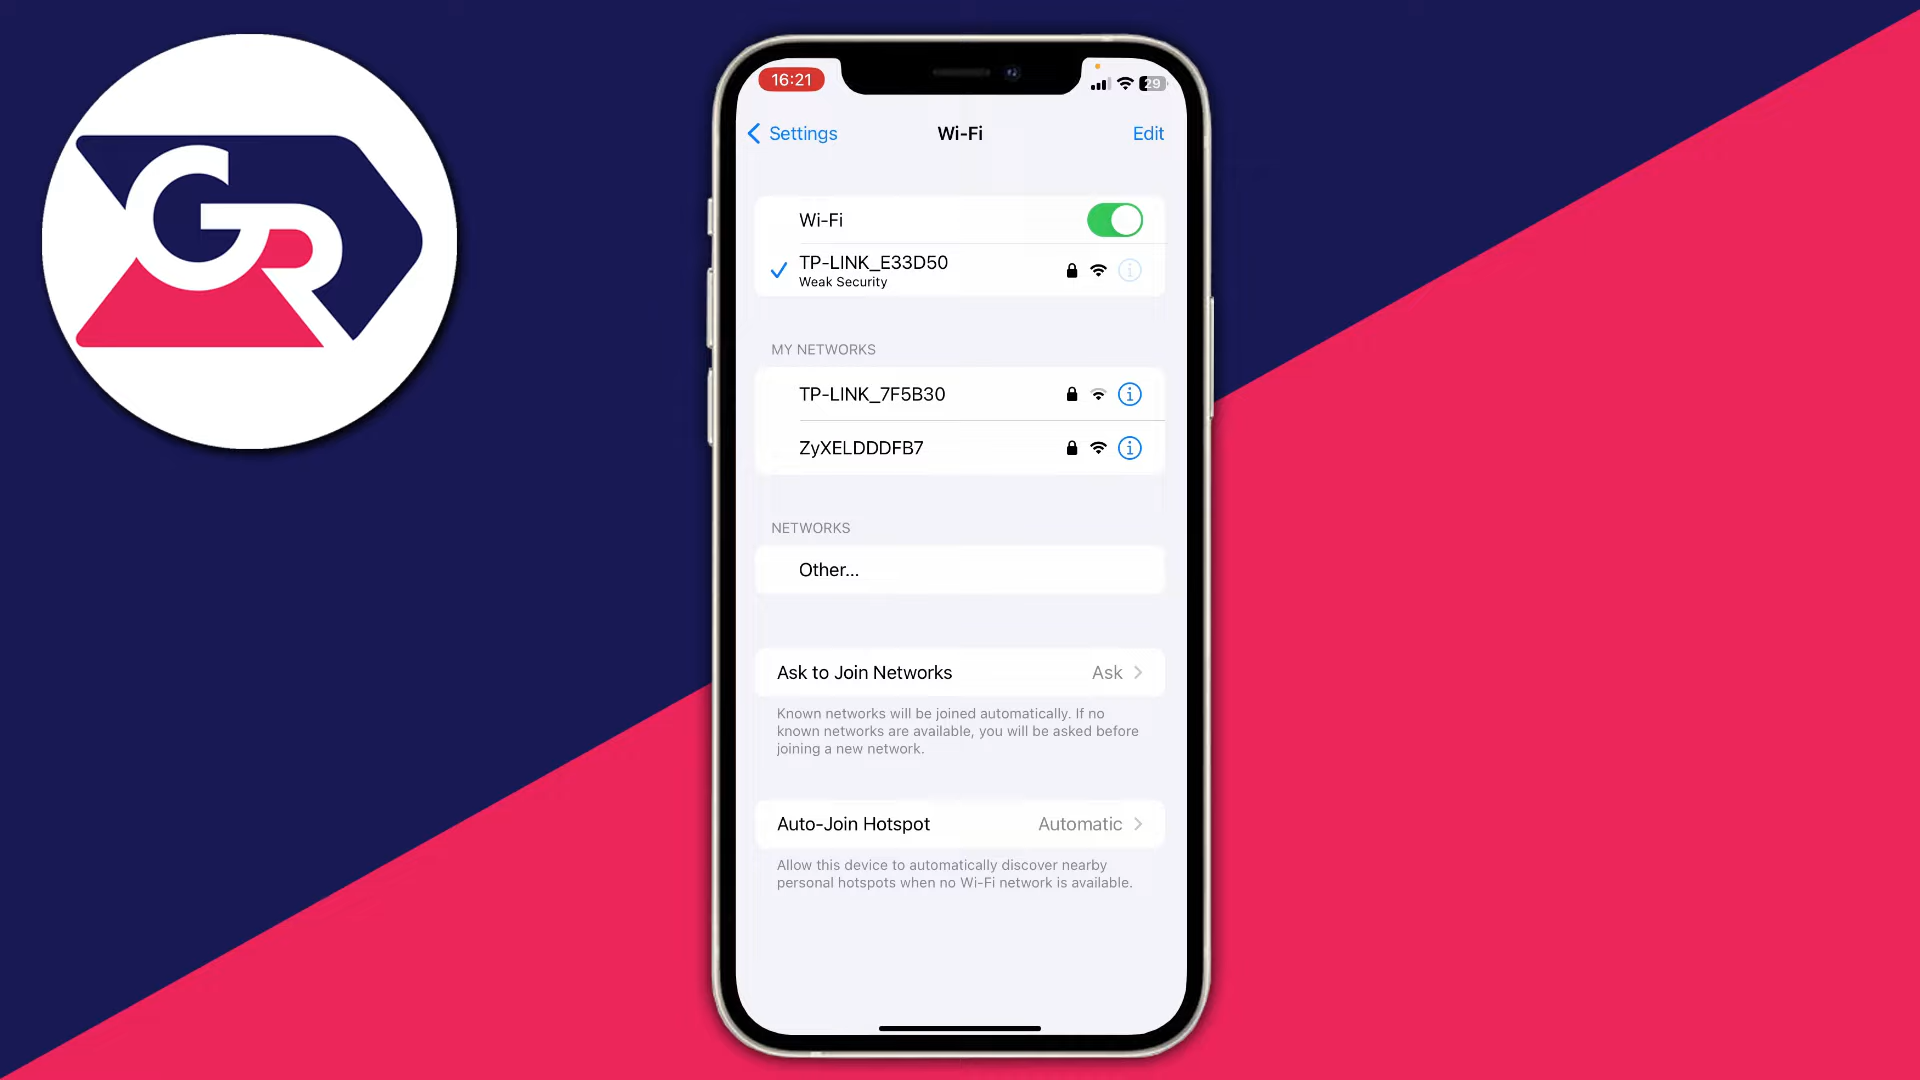 GR
16:21
29
Settings
Wi-Fi
Edit
Wi-Fi
TP-LINK_E33D50
Weak Security
MY NETWORKS
TP-LINK_7F5B30
ZyXELDDDFB7
NETWORKS
Other...
Ask to Join Networks
Ask
Known networks will be joined automatically. If no
known networks are available, you will be asked before
joining a new network.
Auto-Join Hotspot
Automatic
Allow this device to automatically discover nearby
personal hotspots when no Wi-Fi network is available.